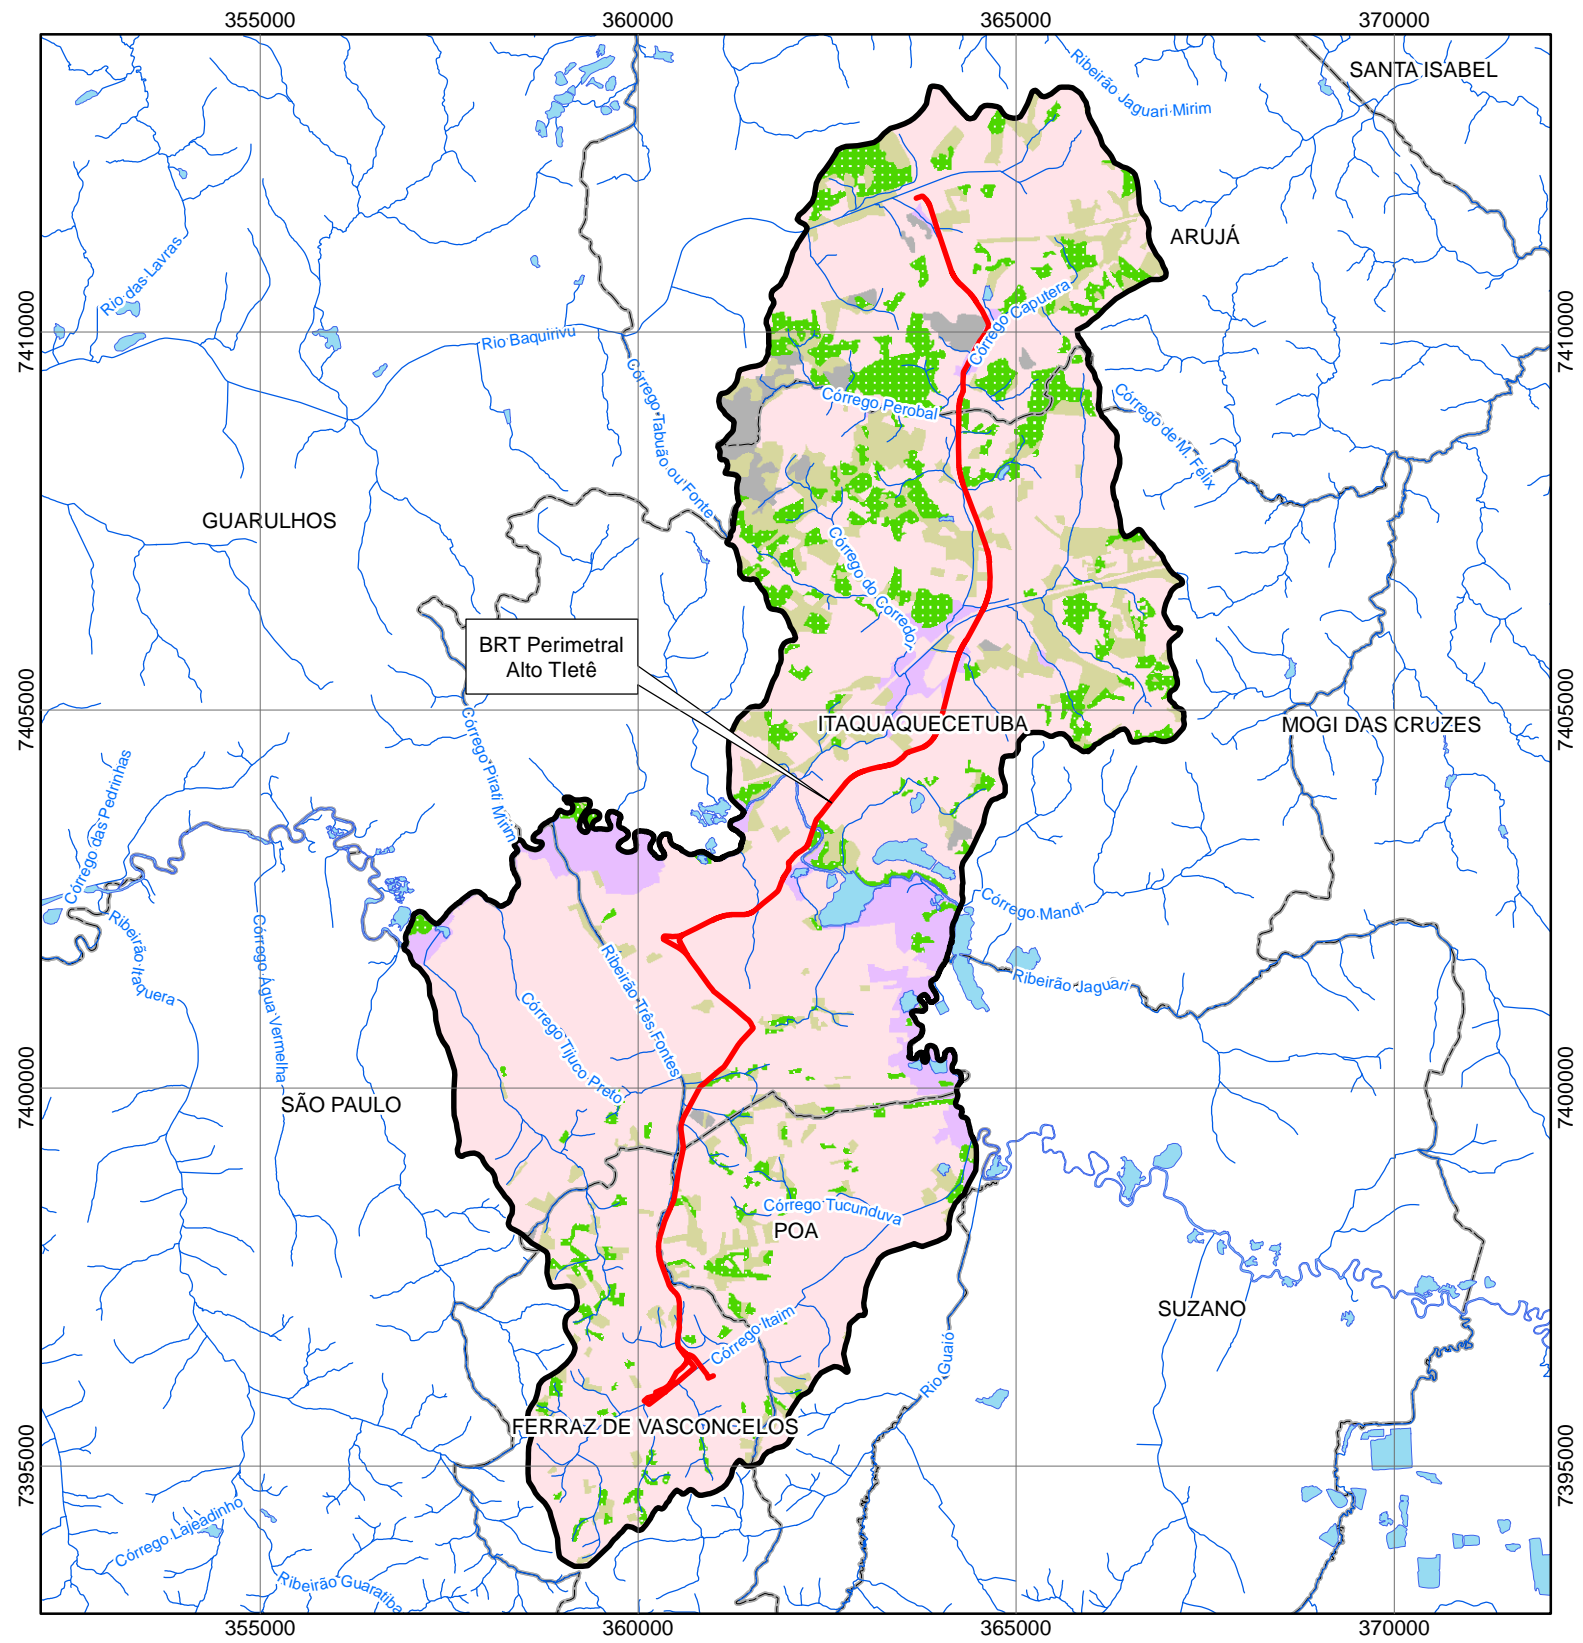 355000
360000
365000
370000
SANTA ISABEL
Ribeirão Jaguari Mirim
ARUJÁ
Rio das Lavras
7410000
7410000
Córrego Caputera
Rio Baquirivu
Córrego Tabuão ou Fonte
Córrego Perobal
Córrego de M. Félix
GUARULHOS
Córrego do Corredor
BRT Perimetral
Alto TIetê
7405000
7405000
ITAQUAQUECETUBA
MOGI DAS CRUZES
Córrego Pirati Mirim
Córrego das Pedrinhas
Córrego Mandi
Ribeirão Itaquera
Córrego Água Vermelha
Ribeirão Três Fontes
Ribeirão Jaguari
Córrego Tijuco Preto
7400000
7400000
SÃO PAULO
Córrego Tucunduva
POA
SUZANO
Córrego Itaim
Rio Guaió
FERRAZ DE VASCONCELOS
7395000
7395000
Córrego Lajeadinho
Ribeirão Guaratiba
355000
360000
365000
370000